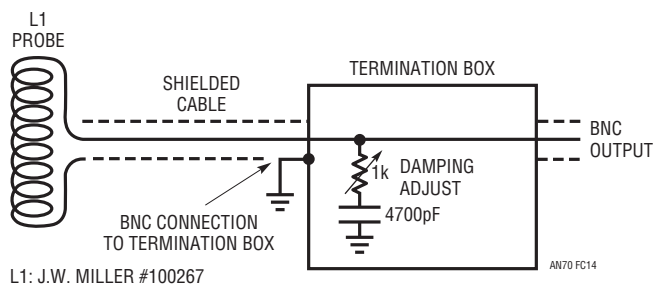 L1
PROBE
SHIELDED
CABLE
TERMINATION BOX
BNC
OUTPUT
1k
DAMPING
ADJUST
4700pF
BNC CONNECTION
TO TERMINATION BOX
AN70 FC14
L1: J.W. MILLER #100267